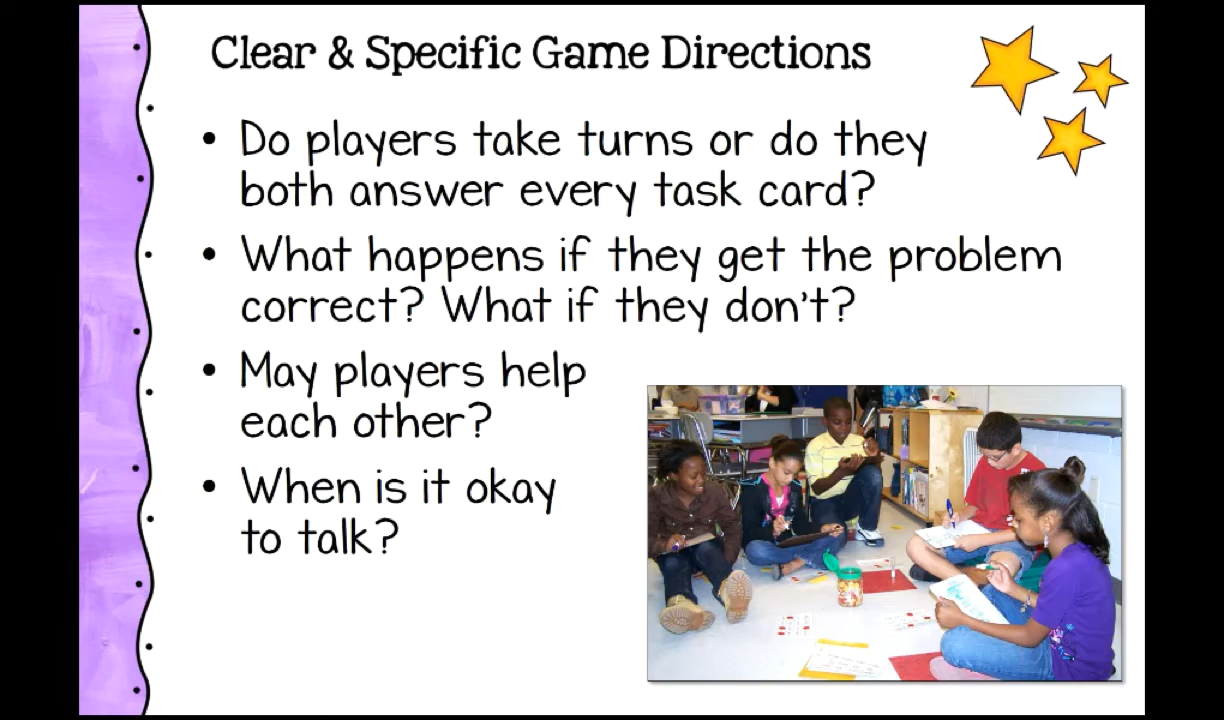 Clear & Specific Game Directions
• Do players take turns or do they
both answer every task card?
• What happens if they get the problem
correct? What if they don't?
• May players help
each other?
• When is it okay
to talk?